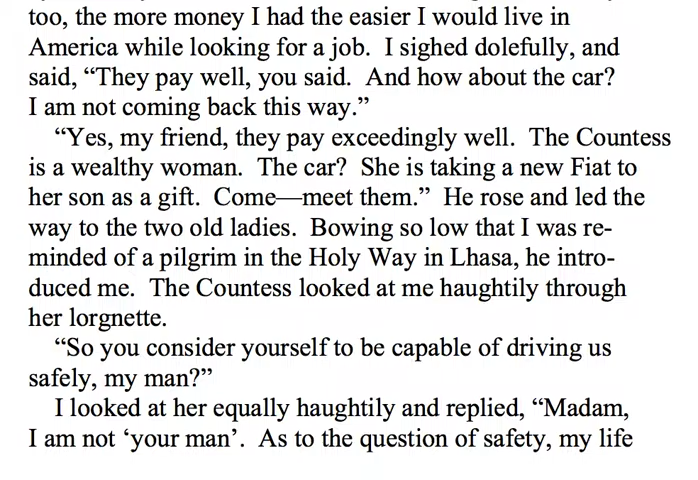 too, the more money I had the easier I would live in
America while looking for a job.  I sighed dolefully, and
said, “They pay well, you said.  And how about the car?
I am not coming back this way.”
“Yes, my friend, they pay exceedingly well.  The Countess
is a wealthy woman.  The car?  She is taking a new Fiat to
her son as a gift.  Come—meet them.”  He rose and led the
way to the two old ladies.  Bowing so low that I was re-
minded of a pilgrim in the Holy Way in Lhasa, he intro-
duced me.  The Countess looked at me haughtily through
her lorgnette.
“So you consider yourself to be capable of driving us
safely, my man?”
I looked at her equally haughtily and replied, “Madam,
I am not ‘your man’.  As to the question of safety, my life